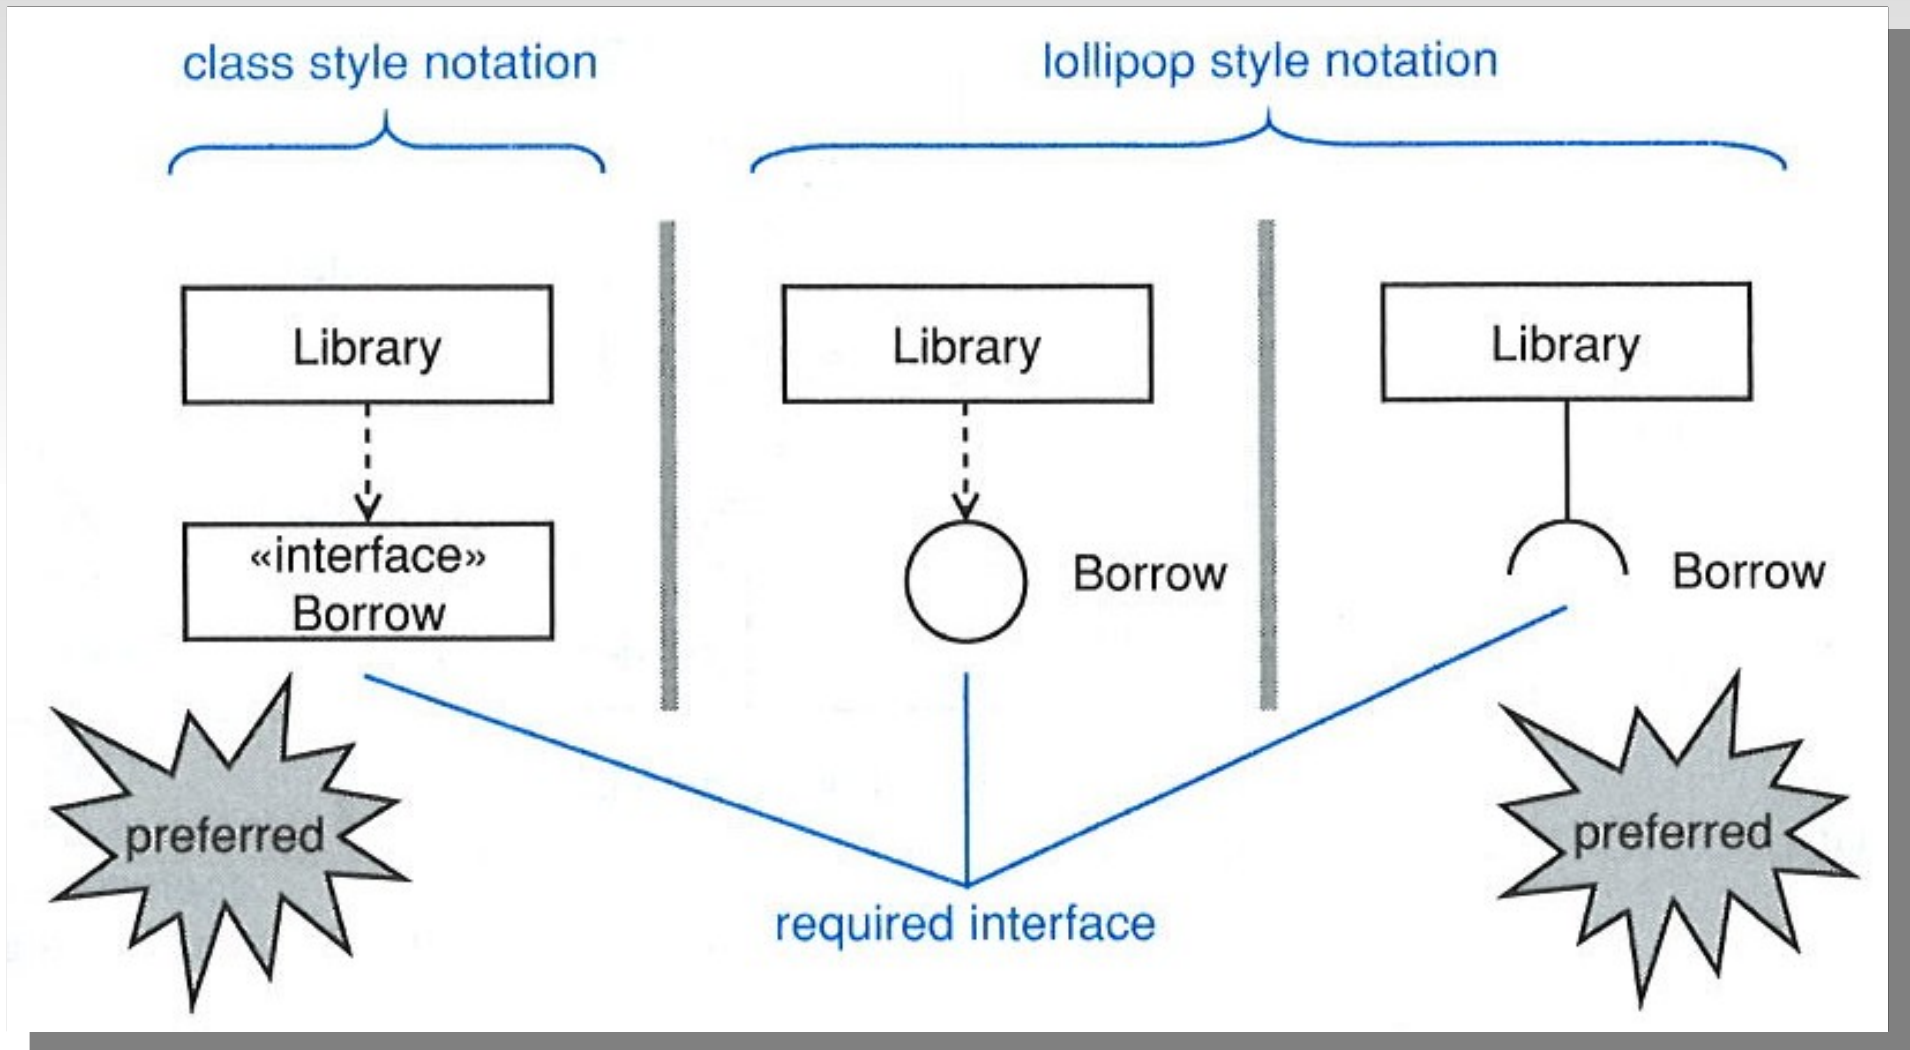 class style notation
lollipop style notation
Library
Library
Library
«interface»
Borrow
Borrow
Borrow
preferred
preferred
required interface